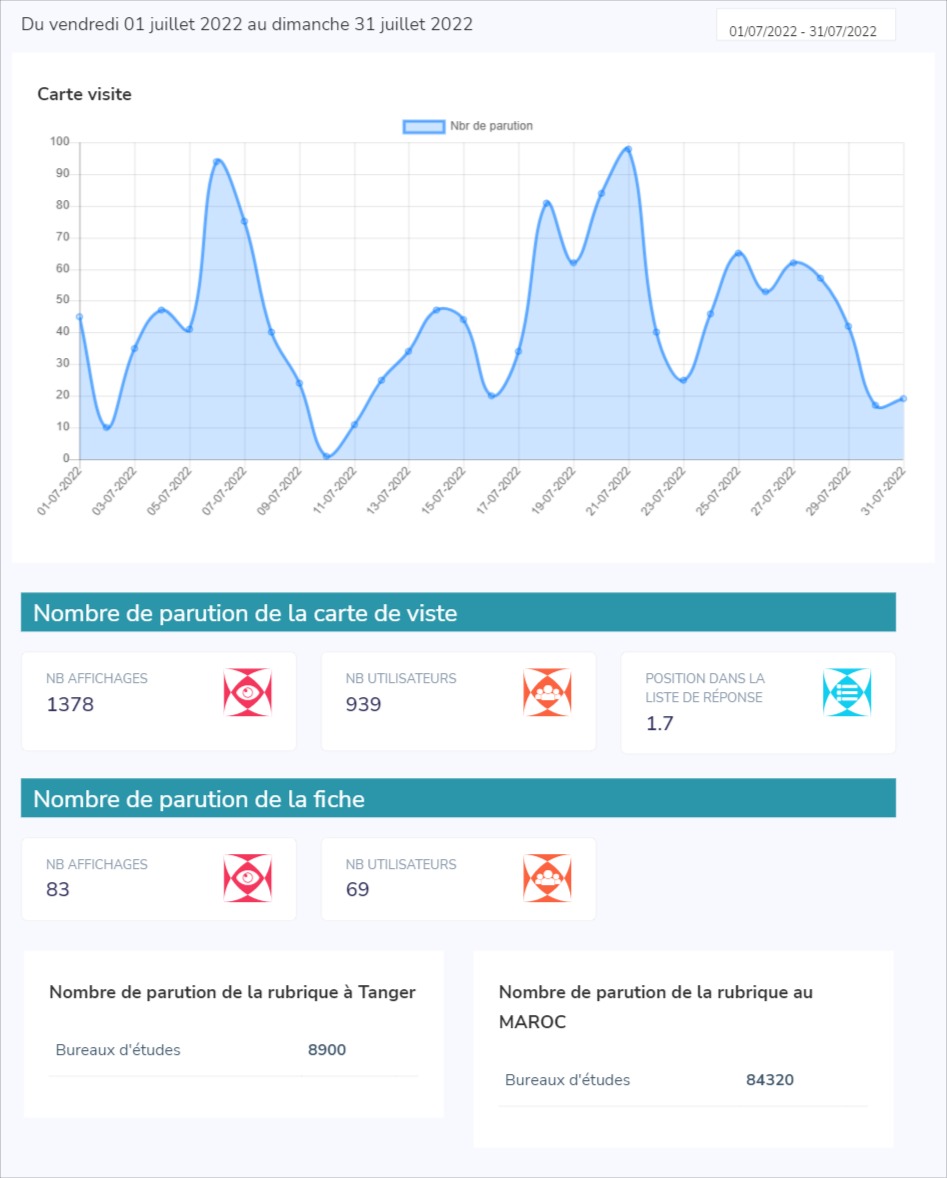 Du vendredi 01 juillet 2022 au dimanche 31 juillet 2022
01/07/2022 - 31/07/2022
Carte visite
Nbr de parution
100
90
80
70
60
50
40
30
20
10
0
01-07-2022
03-07-2022
05-07-2022
07-07-2022
09-07-2022
11-07-2022
13-07-2022
15-07-2022
17-07-2022
19-07-2022
21-07-2022
23-07-2022
25-07-2022
27-07-2022
29-07-2022
31-07-2022
Nombre de parution de la carte de viste
NB AFFICHAGES
1378
NB UTILISATEURS
939
POSITION DANS LA
LISTE DE RÉPONSE
1.7
Nombre de parution de la fiche
NB AFFICHAGES
83
NB UTILISATEURS
69
Nombre de parution de la rubrique à Tanger
Bureaux d'études 8900
Nombre de parution de la rubrique au
MAROC
Bureaux d'études 84320